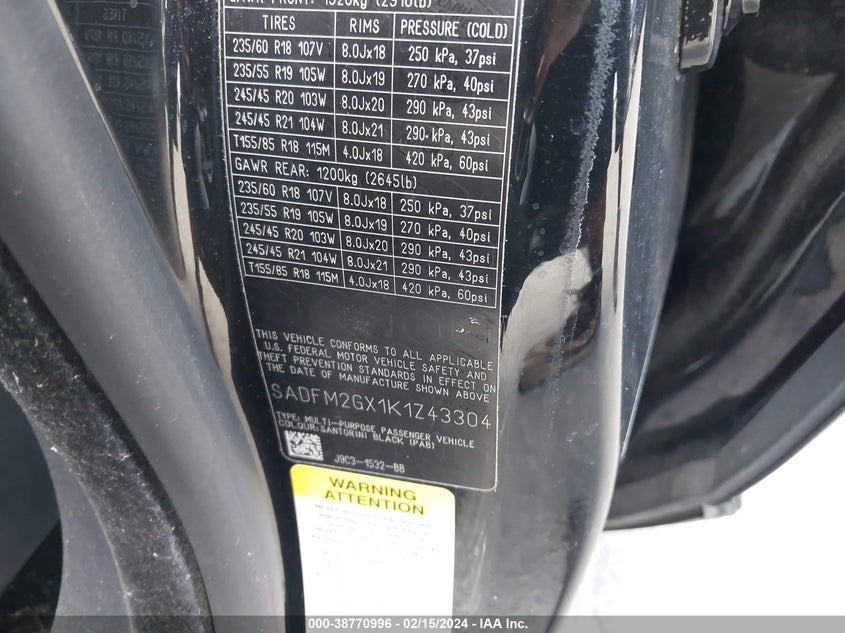 GAWR FRONT: 1320kg (2910lb)
TIRES RIMS PRESSURE (COLD)
235/60 R18 107V 8.0Jx18 250 kPa, 37psi
235/55 R19 105W 8.0Jx19 270 kPa, 40psi
245/45 R20 103W 8.0Jx20 290 kPa, 43psi
245/45 R21 104W 8.0Jx21 290 kPa, 43psi
T155/85 R18 115M 4.0Jx18 420 kPa, 60psi
GAWR REAR: 1200kg (2645lb)
235/60 R18 107V 8.0Jx18 250 kPa, 37psi
235/55 R19 105W 8.0Jx19 270 kPa, 40psi
245/45 R20 103W 8.0Jx20 290 kPa, 43psi
245/45 R21 104W 8.0Jx21 290 kPa, 43psi
T155/85 R18 115M 4.0Jx18 420 kPa, 60psi
THIS VEHICLE CONFORMS TO ALL APPLICABLE
U.S. FEDERAL MOTOR VEHICLE SAFETY AND
THEFT PREVENTION STANDARDS IN EFFECT ON
THE DATE OF MANUFACTURE SHOWN ABOVE
SADFM2GX1K1Z43304
TYPE: MULTI-PURPOSE PASSENGER VEHICLE
COLOUR:SANTORINI BLACK (PAB)
J9C3-1532-BB
WARNING
ATTENTION
000-38770996 - 02/15/2024 - IAA Inc.